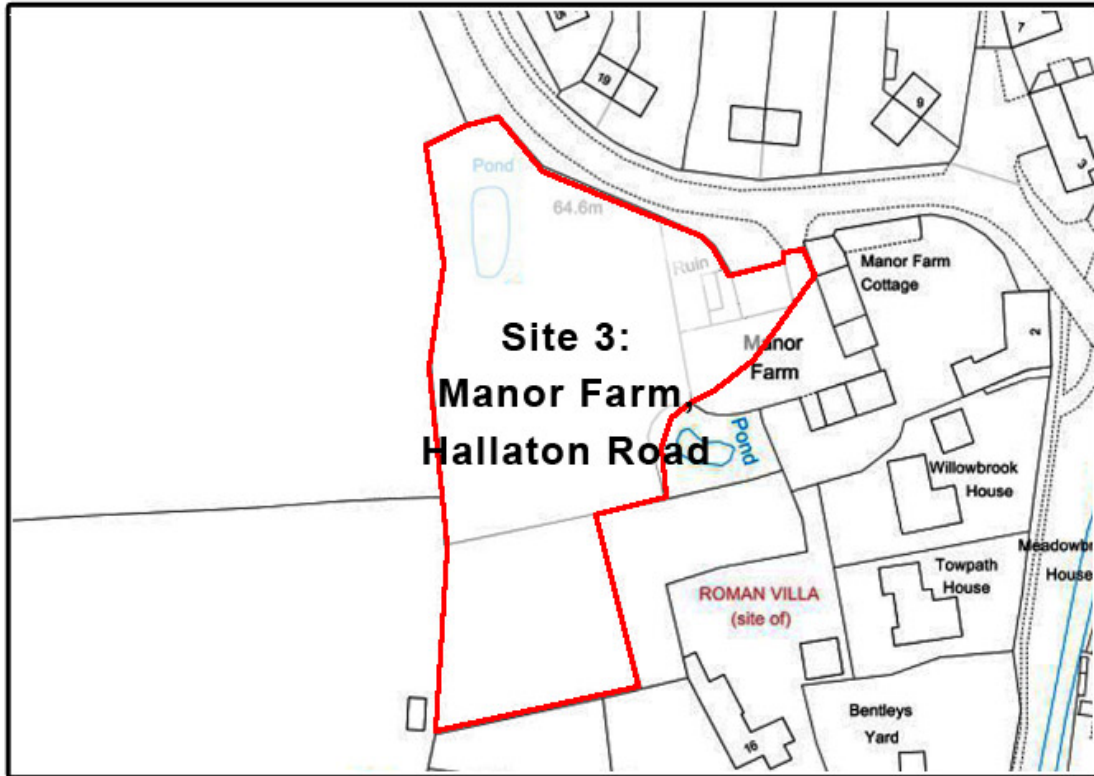 7
19
9
3
Pond
64.6m
Ruin
Manor Farm
Cottage
2
Site 3:
Manor Farm,
Hallaton Road
Manor
Farm
Pond
Willowbrook
House
Towpath
House
House
ROMAN VILLA
(site of)
Bentleys
Yard
16